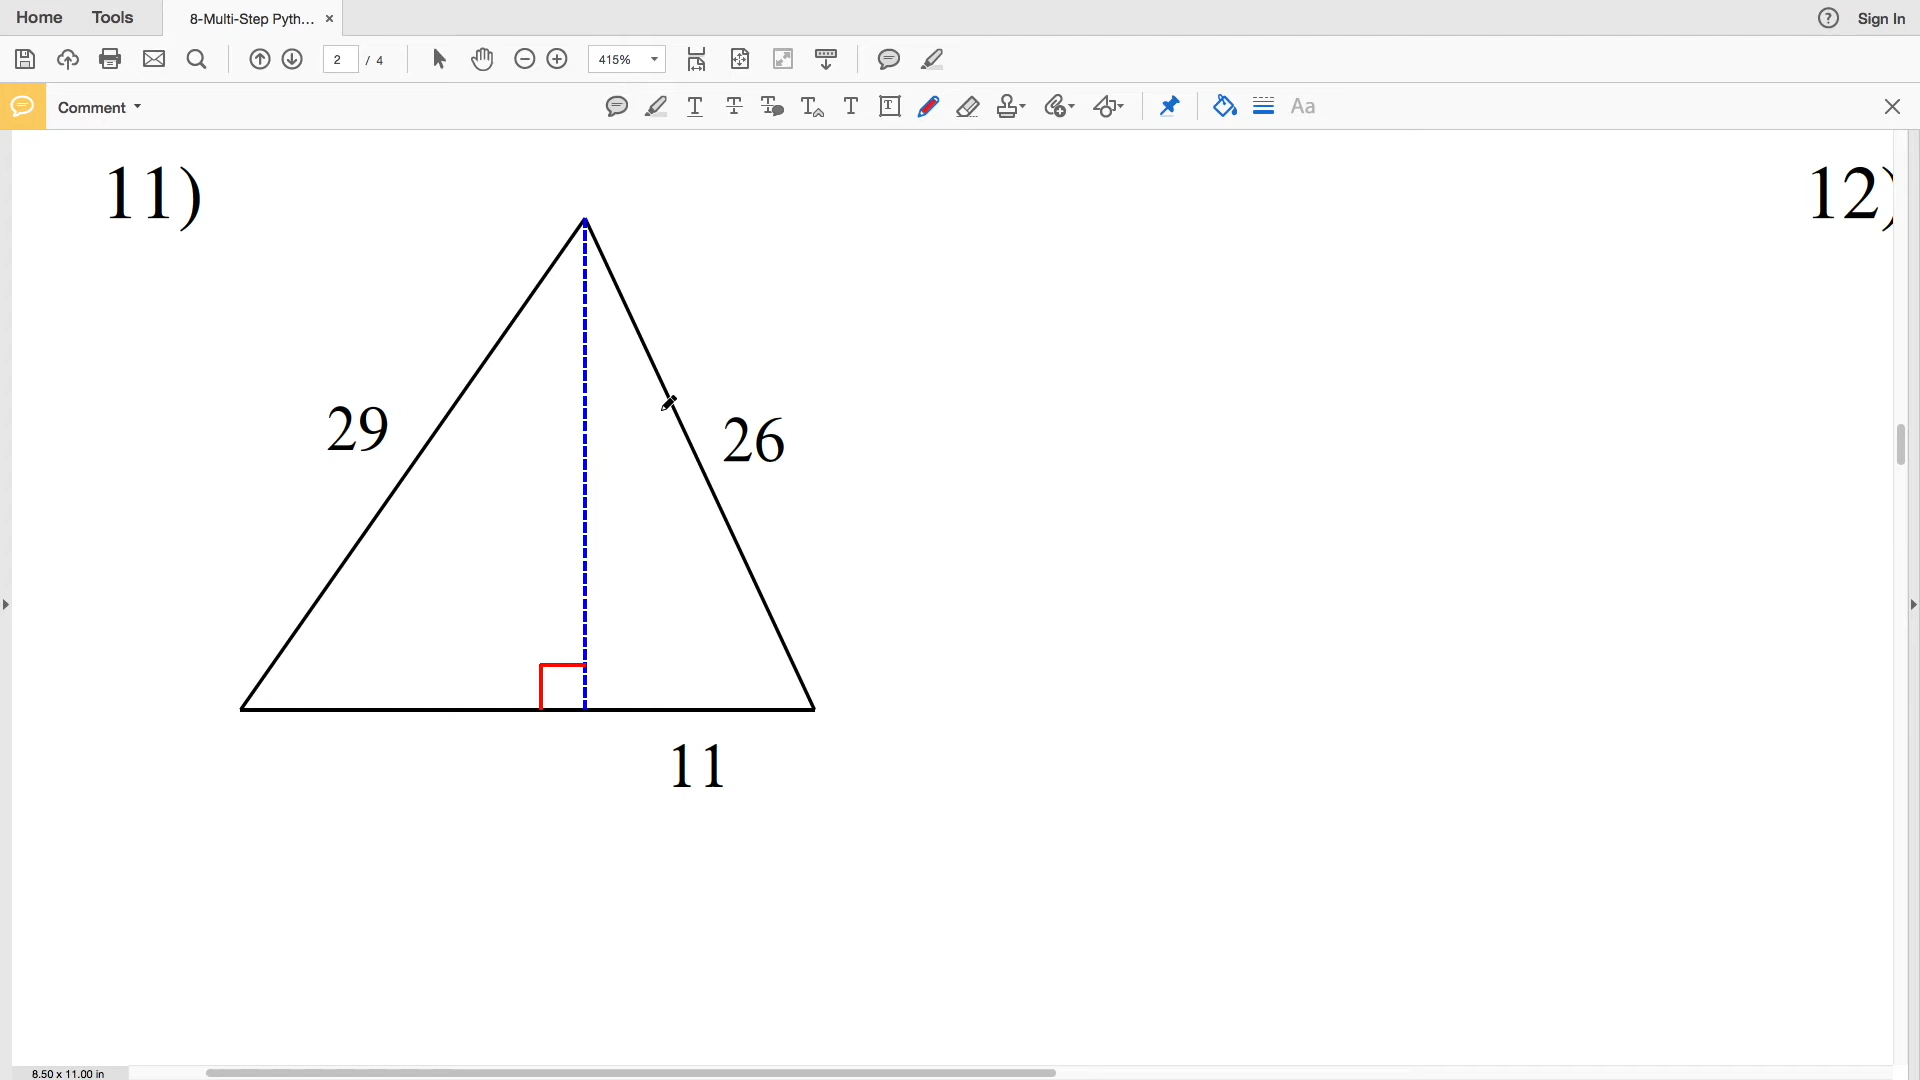 Home Tools 8-Multi-Step Pyth... × ? Sign In
2 / 4 415%
Comment T T T T T T Aa
11)
12)
29
26
11
8.50 x 11.00 in